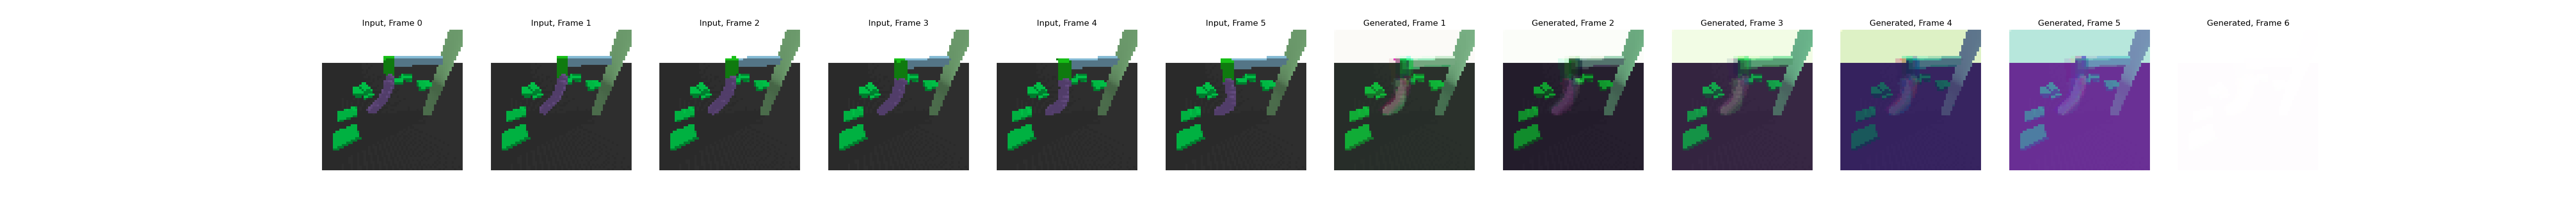 Input, Frame 0
Input, Frame 1
Input, Frame 2
Input, Frame 3
Input, Frame 4
Input, Frame 5
Generated, Frame 1
Generated, Frame 2
Generated, Frame 3
Generated, Frame 4
Generated, Frame 5
Generated, Frame 6